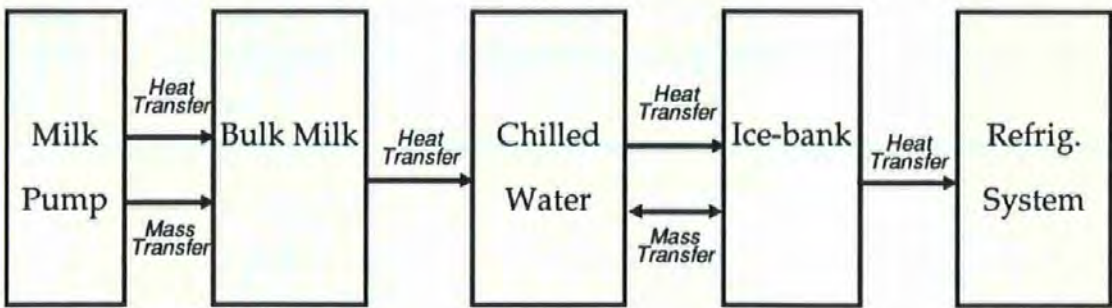 Milk
Pump
Heat
Transfer
Mass
Transfer
Bulk Milk
Heat
Transfer
Chilled
Water
Heat
Transfer
Mass
Transfer
Ice-bank
Heat
Transfer
Refrig.
System